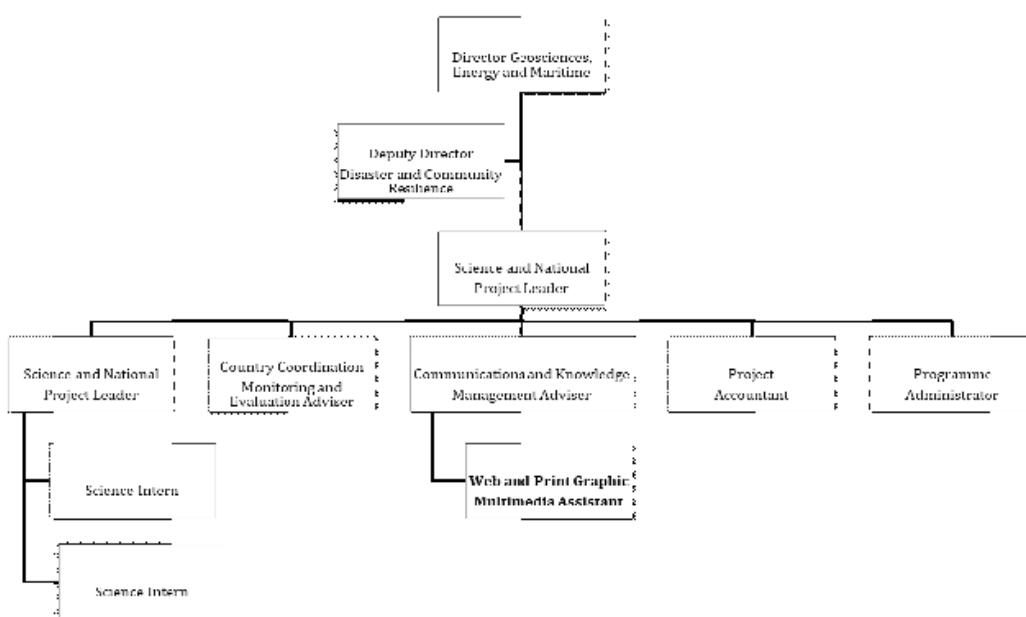 Director Geosciences,
Energy and Maritime
Deputy Director
Disaster and Community
Resilience
Science and National
Project Leader
Science and National
Project Leader
Country Coordination
Monitoring and
Evaluation Adviser
Communications and Knowledge
Management Adviser
Project
Accountant
Programme
Administrator
Science Intern
Web and Print Graphic
Multimedia Assistant
Science Intern